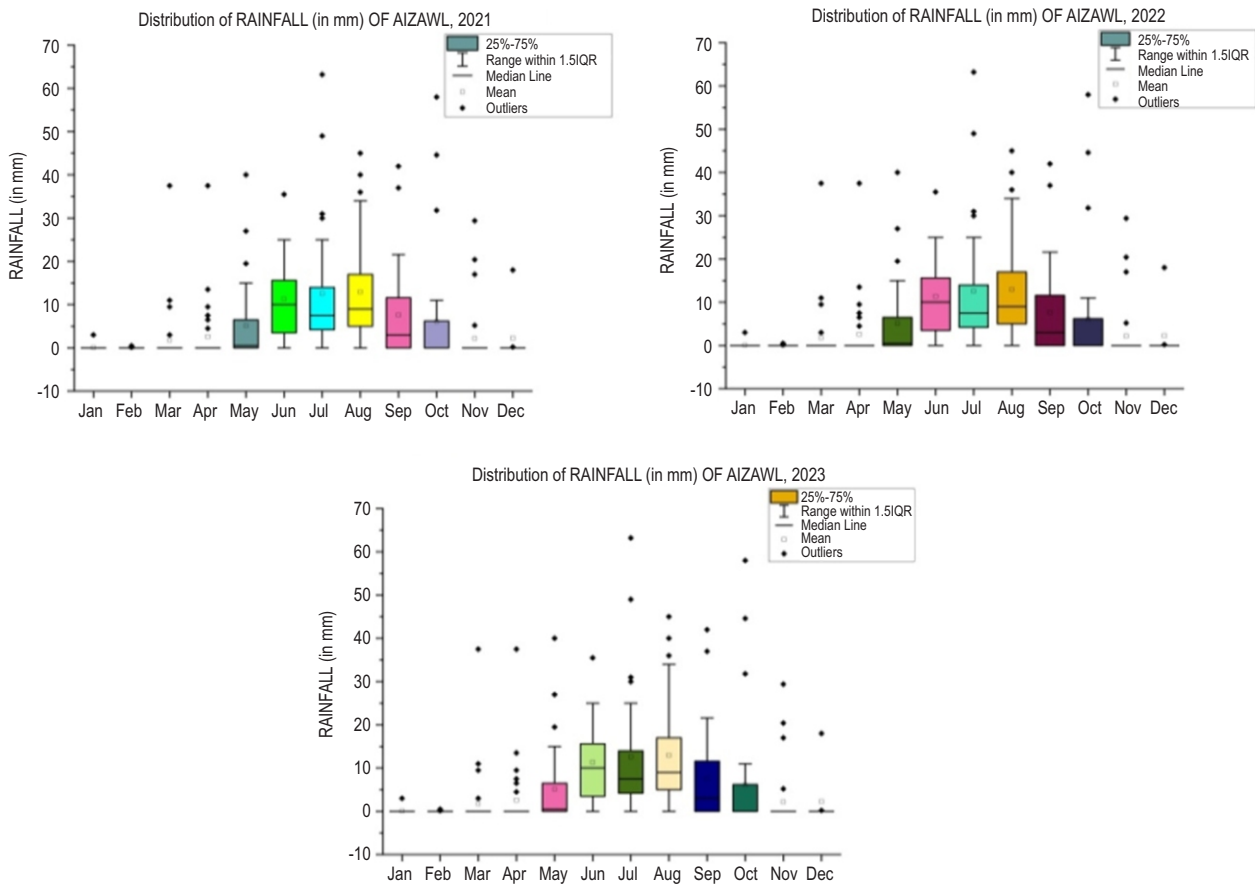 Distribution of RAINFALL (in mm) OF AIZAWL, 2021
70
60
50
40
30
20
10
0
-10
RAINFALL (in mm)
25%-75%
Range within 1.5IQR
Median Line
Mean
Outliers
Jan Feb Mar Apr May Jun Jul Aug Sep Oct Nov Dec
Distribution of RAINFALL (in mm) OF AIZAWL, 2022
70
60
50
40
30
20
10
0
-10
RAINFALL (in mm)
25%-75%
Range within 1.5IQR
Median Line
Mean
Outliers
Jan Feb Mar Apr May Jun Jul Aug Sep Oct Nov Dec
Distribution of RAINFALL (in mm) OF AIZAWL, 2023
70
60
50
40
30
20
10
0
-10
RAINFALL (in mm)
25%-75%
Range within 1.5IQR
Median Line
Mean
Outliers
Jan Feb Mar Apr May Jun Jul Aug Sep Oct Nov Dec